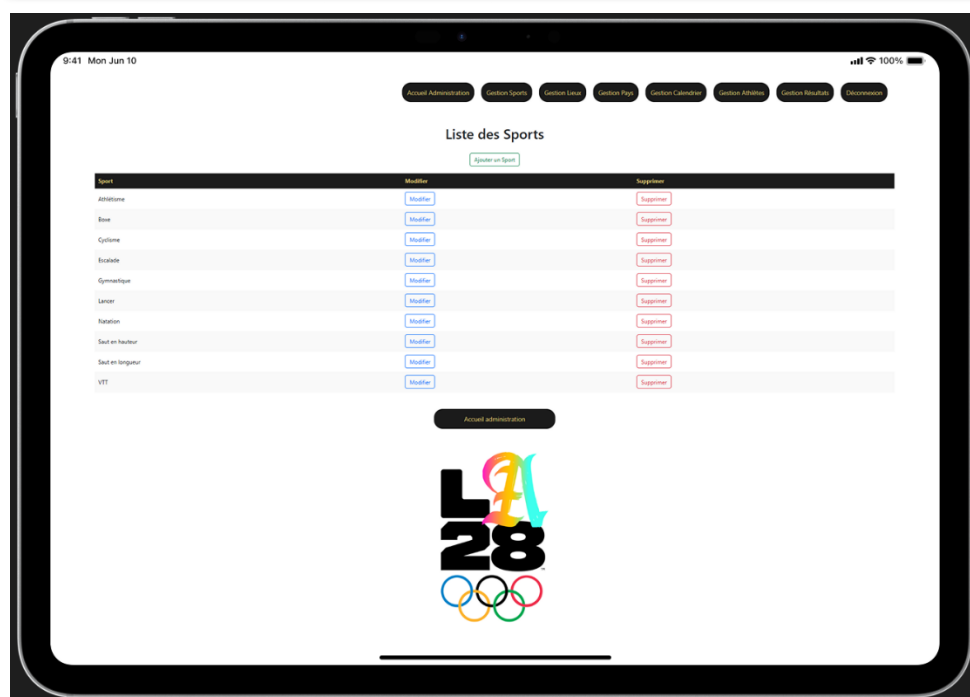 9:41 Mon Jun 10
100%
Accueil Administration Gestion Sports Gestion Lieux Gestion Pays Gestion Calendrier Gestion Athlètes Gestion Résultats Déconnexion
Liste des Sports
Ajouter un Sport
Sport Modifier Supprimer
Athlétisme Modifier Supprimer
Boxe Modifier Supprimer
Cyclisme Modifier Supprimer
Escalade Modifier Supprimer
Gymnastique Modifier Supprimer
Lancer Modifier Supprimer
Natation Modifier Supprimer
Saut en hauteur Modifier Supprimer
Saut en longueur Modifier Supprimer
VTT Modifier Supprimer
Accueil administration
LA
28